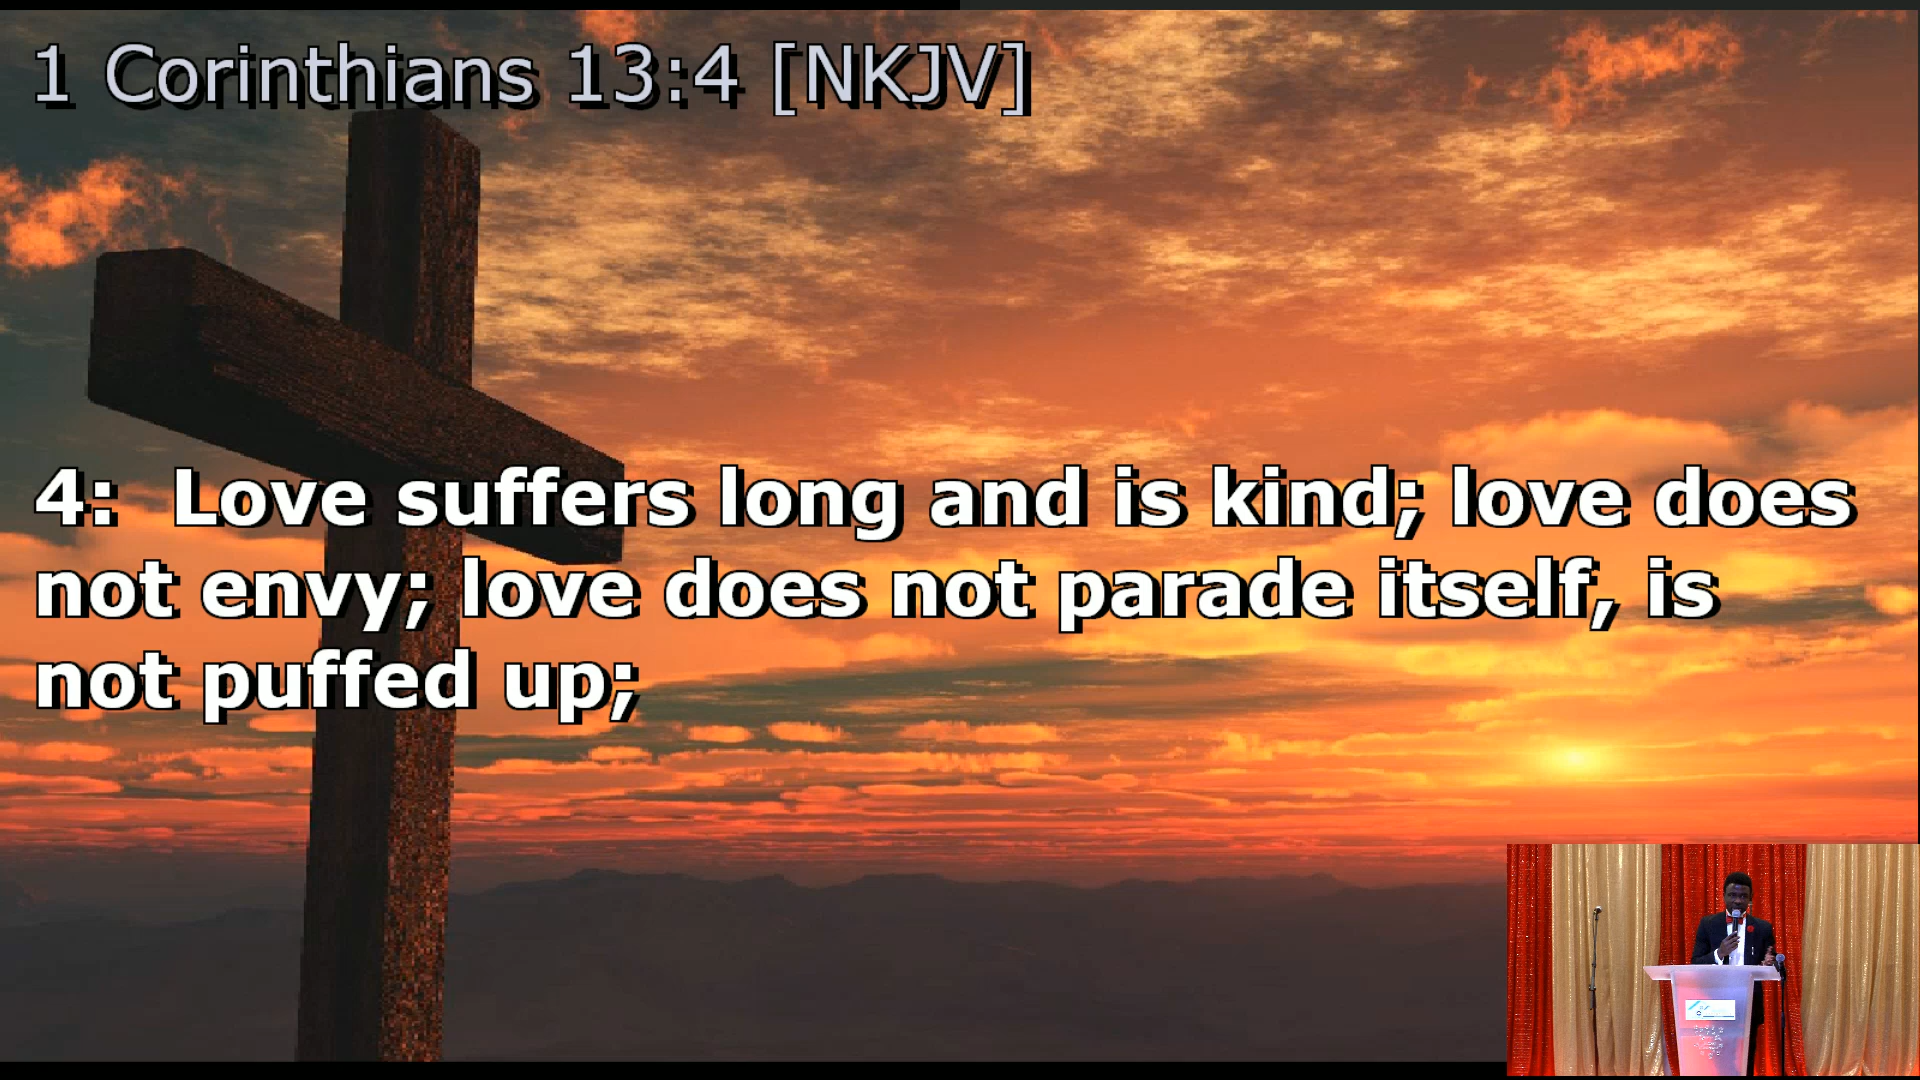 1 Corinthians 13:4 [NKJV]
4: Love suffers long and is kind; love does
not envy; love does not parade itself, is
not puffed up;